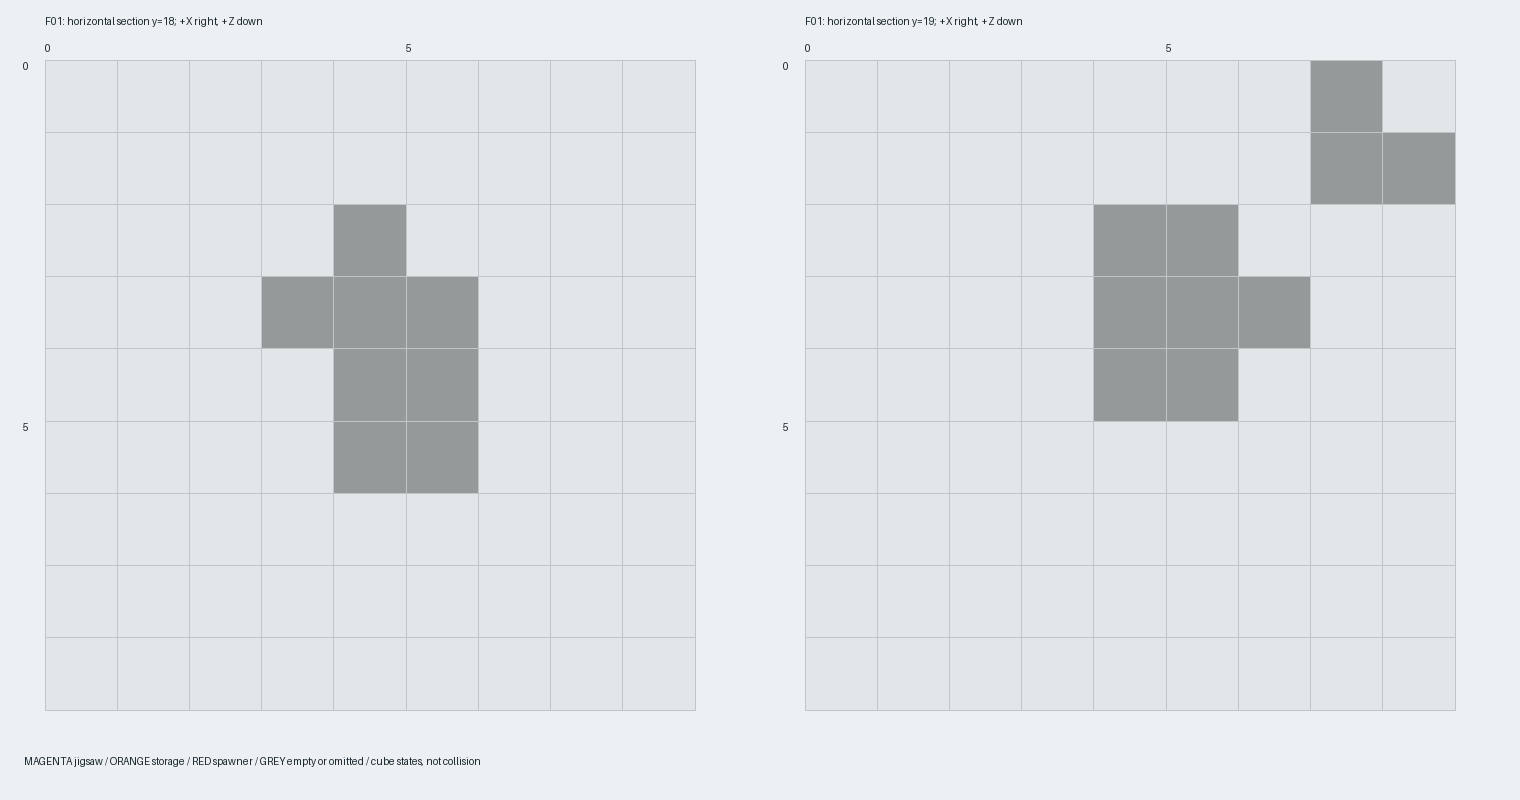 F01: horizontal section y=18; +X right, +Z down
F01: horizontal section y=19; +X right, +Z down
0 5
0 5
0
0
5
5
MAGENTA jigsaw / ORANGE storage / RED spawner / GREY empty or omitted / cube states, not collision